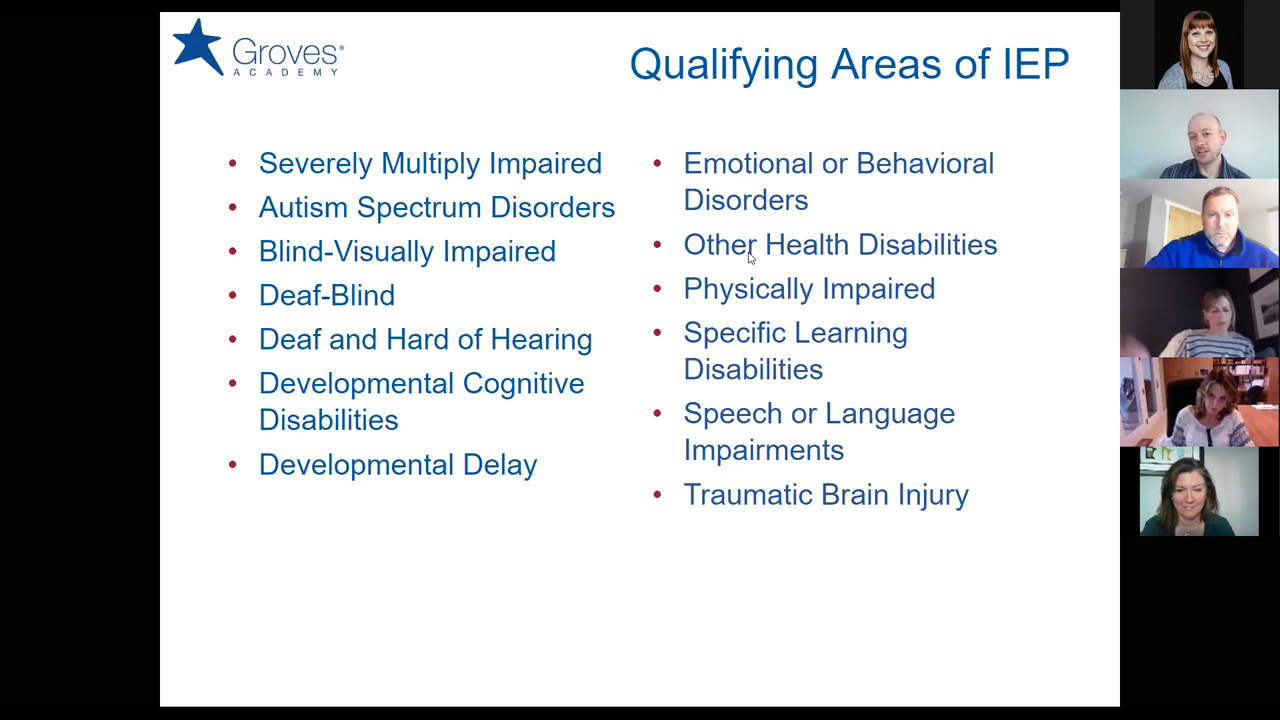 Groves®
ACADEMY
Qualifying Areas of IEP
• Severely Multiply Impaired
• Autism Spectrum Disorders
• Blind-Visually Impaired
• Deaf-Blind
• Deaf and Hard of Hearing
• Developmental Cognitive
Disabilities
• Developmental Delay
• Emotional or Behavioral
Disorders
• Other Health Disabilities
• Physically Impaired
• Specific Learning
Disabilities
• Speech or Language
Impairments
• Traumatic Brain Injury